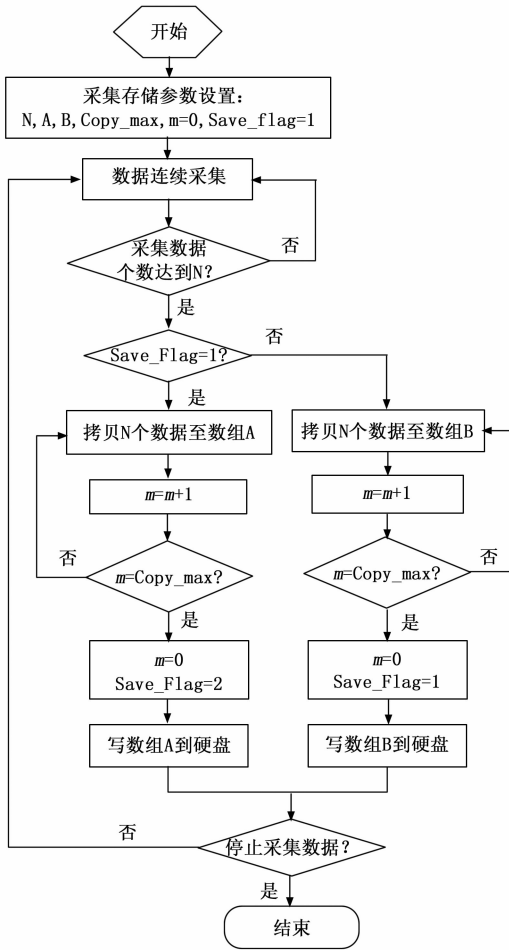 开始
采集存储参数设置：
N,A,B,Copy_max,m=0,Save_flag=1
数据连续采集
采集数据
个数达到N?
否
是
Save_Flag=1?
否
是
拷贝N个数据至数组A
拷贝N个数据至数组B
m=m+1
m=m+1
否
m=Copy_max?
m=Copy_max?
否
是
是
m=0
Save_Flag=2
m=0
Save_Flag=1
写数组A到硬盘
写数组B到硬盘
否
停止采集数据？
是
结束